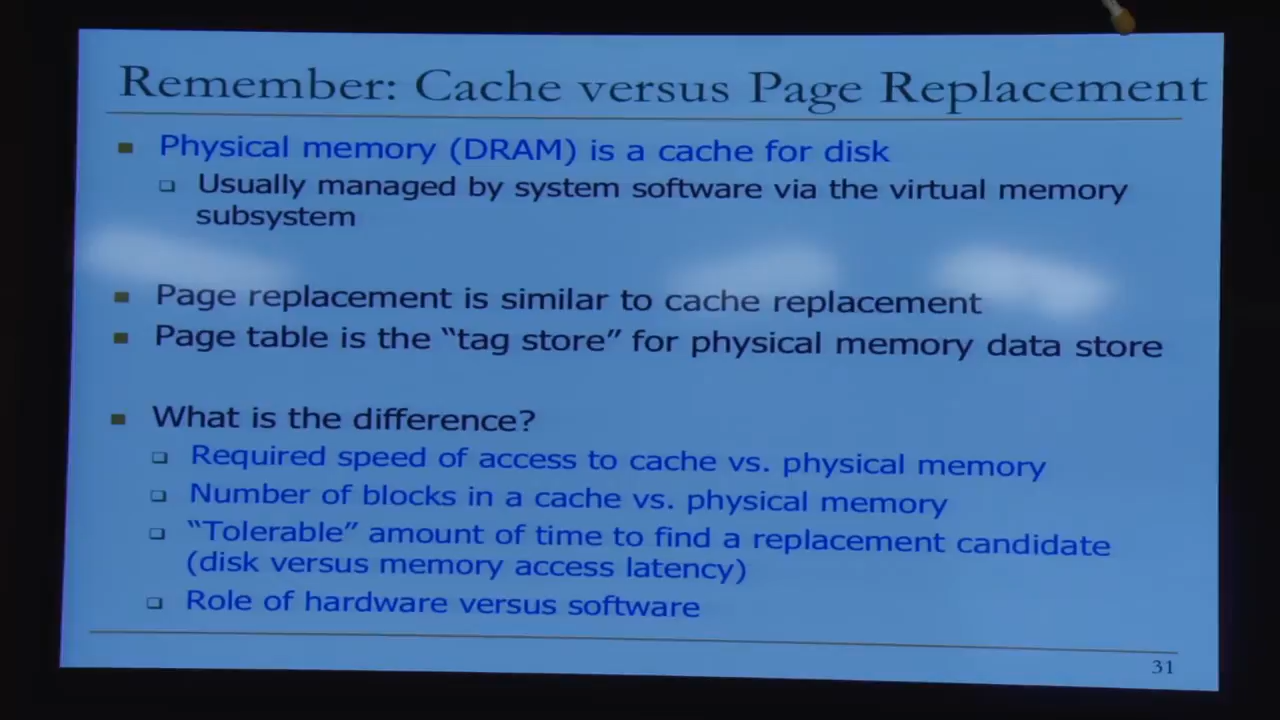 Remember: Cache versus Page Replacement
Physical memory (DRAM) is a cache for disk
Usually managed by system software via the virtual memory
subsystem
Page replacement is similar to cache replacement
Page table is the “tag store” for physical memory data store
What is the difference?
Required speed of access to cache vs. physical memory
Number of blocks in a cache vs. physical memory
“Tolerable” amount of time to find a replacement candidate
(disk versus memory access latency)
Role of hardware versus software
31